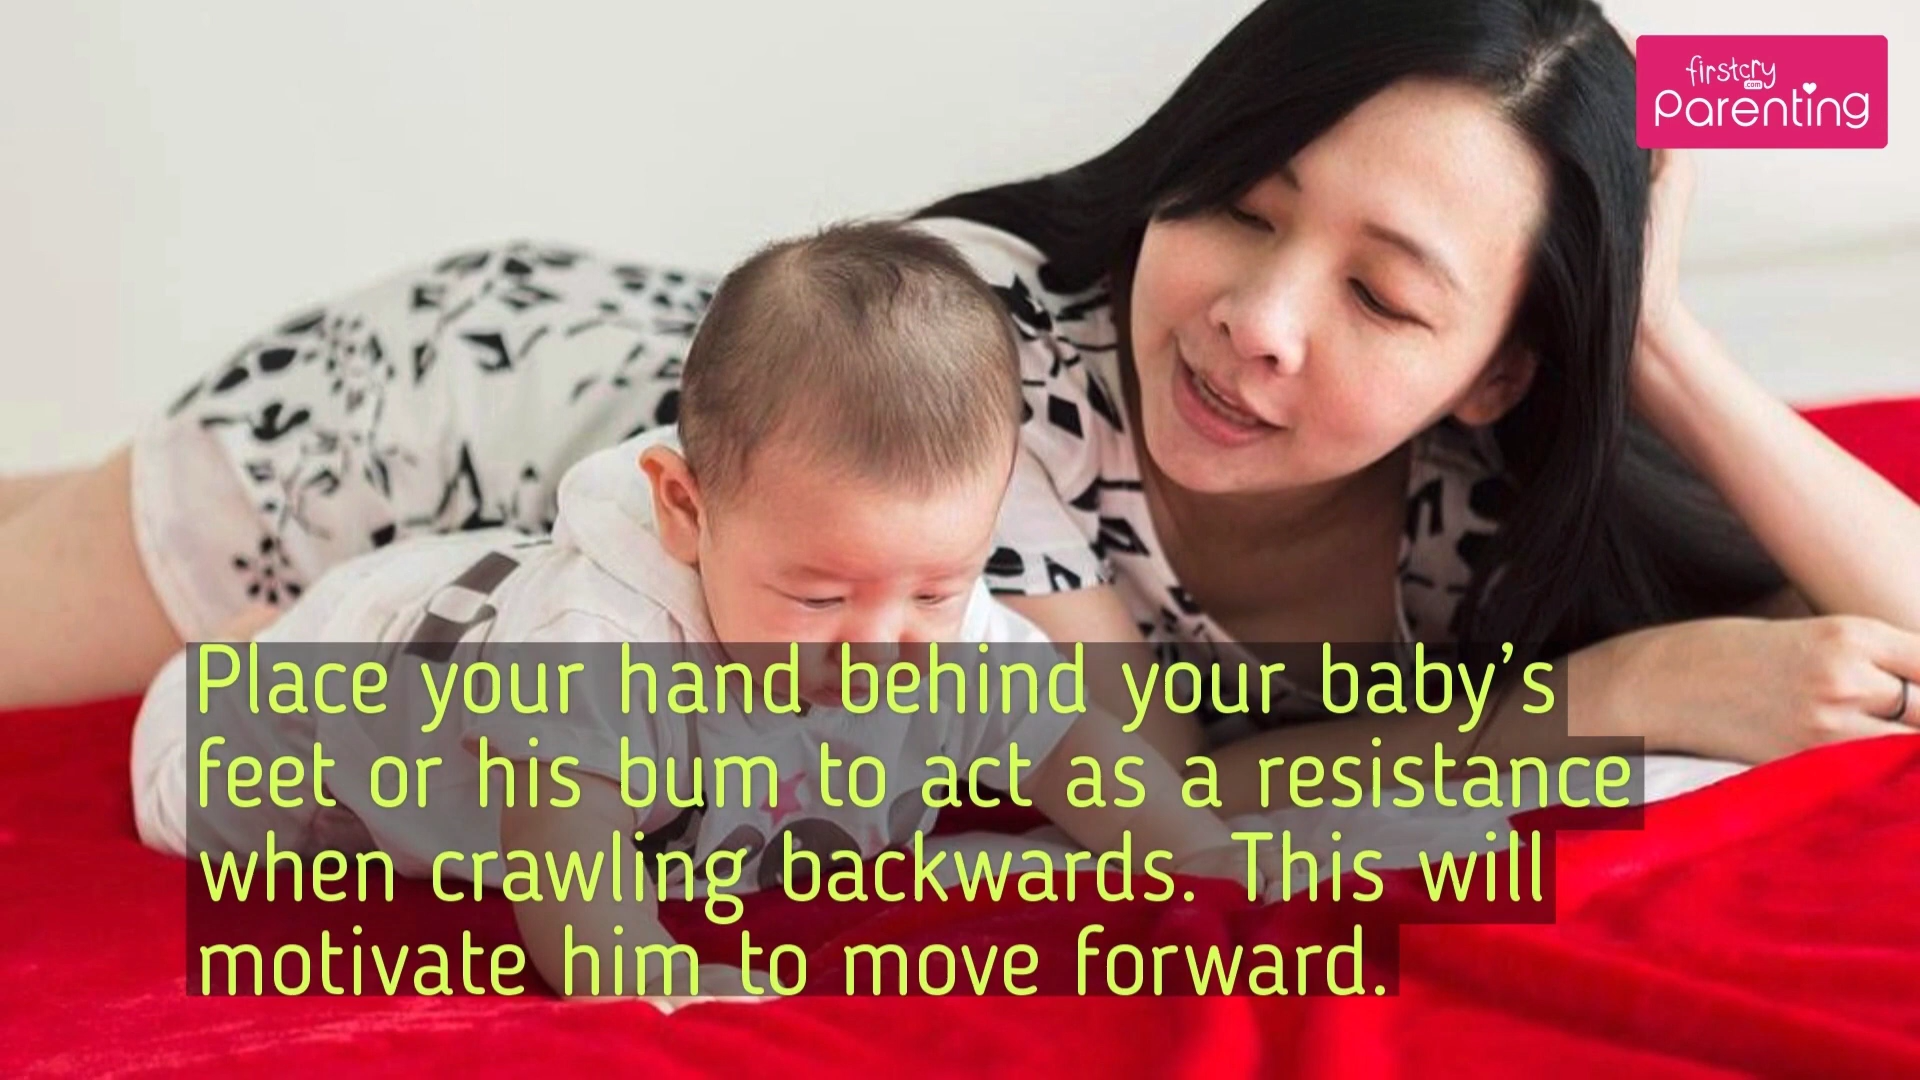 firstcry
.com
Parenting
Place your hand behind your baby’s
feet or his bum to act as a resistance
when crawling backwards. This will
motivate him to move forward.